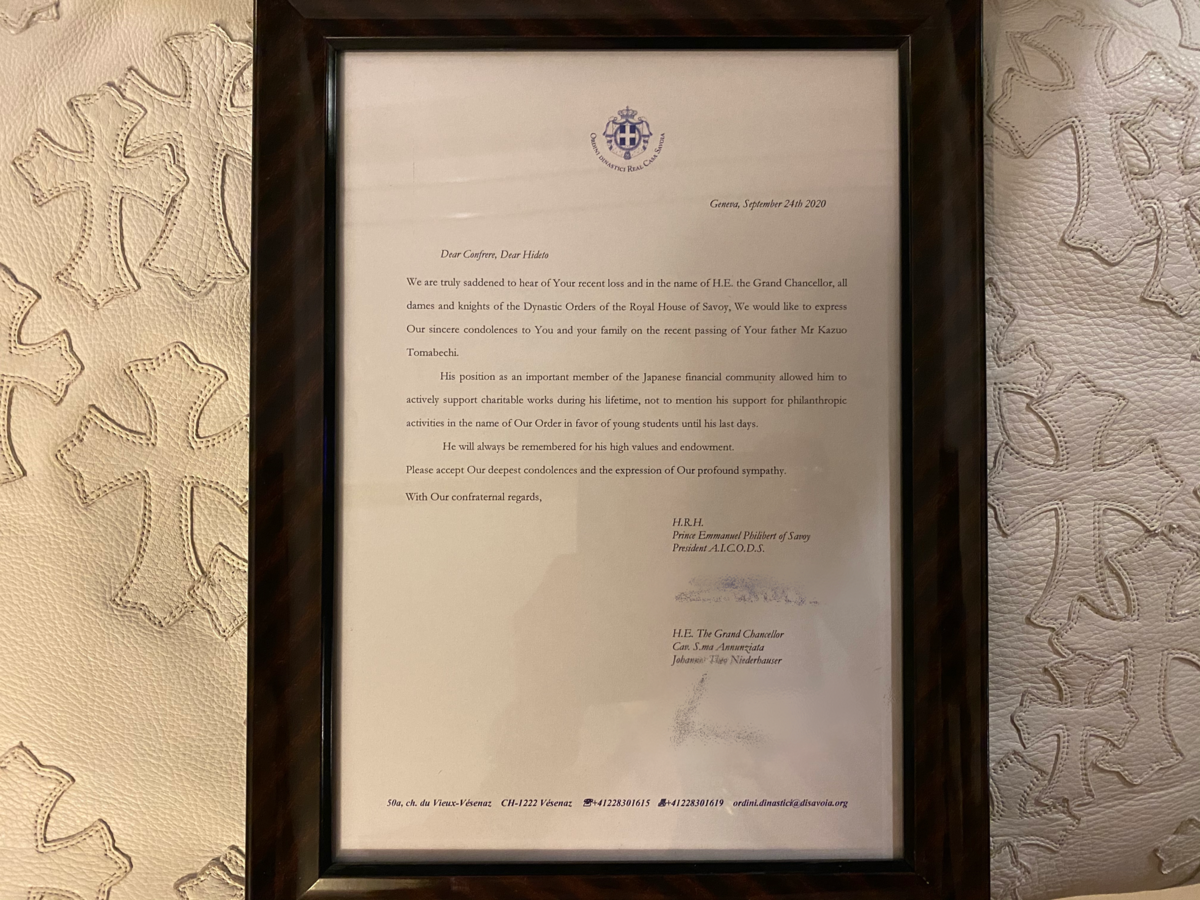 ORDINI DINASTICI REAL CASA SAVOIA
Geneva, September 24th 2020
Dear Confrere, Dear Hideto
We are truly saddened to hear of Your recent loss and in the name of H.E. the Grand Chancellor, all
dames and knights of the Dynastic Orders of the Royal House of Savoy, We would like to express
Our sincere condolences to You and your family on the recent passing of Your father Mr Kazuo
Tomabechi.
His position as an important member of the Japanese financial community allowed him to
actively support charitable works during his lifetime, not to mention his support for philanthropic
activities in the name of Our Order in favor of young students until his last days.
He will always be remembered for his high values and endowment.
Please accept Our deepest condolences and the expression of Our profound sympathy.
With Our confraternal regards,
H.R.H.
Prince Emmanuel Philibert of Savoy
President A.I.C.O.D.S.
H.E. The Grand Chancellor
Cav. S.ma Annunziata
Niederhauser
50a, ch. du Vieux-Vésenaz CH-1222 Vésenaz +41228301615 +41228301619 ordini.dinastici@disavoia.org